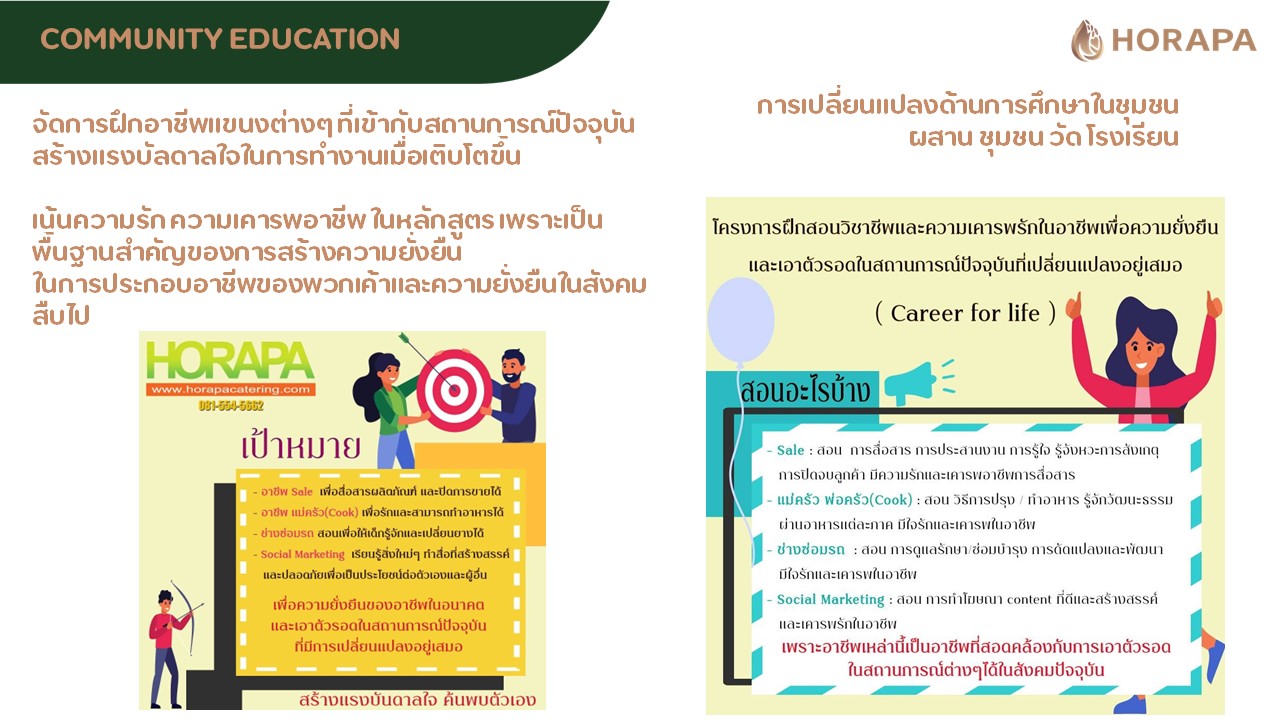 COMMUNITY EDUCATION
HORAPA
จัดการฝึกอาชีพแขนงต่างๆ ที่เข้ากับสถานการณ์ปัจจุบัน
สร้างแรงบัลดาลใจในการทำงานเมื่อเติบโตขึ้น
เน้นความรัก ความเคารพอาชีพ ในหลักสูตร เพราะเป็น
พื้นฐานสำคัญของการสร้างความยั่งยืน
ในการประกอบอาชีพของพวกเค้าและความยั่งยืนในสังคม
สืบไป
การเปลี่ยนแปลงด้านการศึกษาในชุมชน
ผสาน ชุมชน วัด โรงเรียน
HORAPA
www.horapacatering.com
081-554-5662
เป้าหมาย
- อาชีพ Sale เพื่อสื่อสารผลิตภัณฑ์ และปิดการขายได้
- อาชีพ แม่ครัว(Cook) เพื่อรักและสามารถทำอาหารได้
- ช่างซ่อมรถ สอนเพื่อให้เด็กรู้จักและเปลี่ยนยางได้
- Social Marketing เรียนรู้สิ่งใหม่ๆ ทำสื่อที่สร้างสรรค์
และปลอดภัยเพื่อเป็นประโยชน์ต่อตัวเองและผู้อื่น
เพื่อความยั่งยืนของอาชีพในอนาคต
และเอาตัวรอดในสถานการณ์ปัจจุบัน
ที่มีการเปลี่ยนแปลงอยู่เสมอ
สร้างแรงบันดาลใจ ค้นพบตัวเอง
โครงการฝึกสอนวิชาชีพและความเคารพรักในอาชีพเพื่อความยั่งยืน
และเอาตัวรอดในสถานการณ์ปัจจุบันที่เปลี่ยนแปลงอยู่เสมอ
( Career for life )
สอนอะไรบ้าง
- Sale : สอน การสื่อสาร การประสานงาน การรู้ใจ รู้จังหวะการสังเกตุ
การปิดจบลูกค้า มีความรักและเคารพอาชีพการสื่อสาร
- แม่ครัว พ่อครัว(Cook) : สอน วิธีการปรุง / ทำอาหาร รู้จักวัฒนะธรรม
ผ่านอาหารแต่ละภาค มีใจรักและเคารพในอาชีพ
- ช่างซ่อมรถ : สอน การดูแลรักษา/ซ่อมบำรุง การดัดแปลงและพัฒนา
มีใจรักและเคารพในอาชีพ
- Social Marketing : สอน การทำโฆษณา content ที่ดีและสร้างสรรค์
และเคารพรักในอาชีพ
เพราะอาชีพเหล่านี้เป็นอาชีพที่สอดคล้องกับการเอาตัวรอด
ในสถานการณ์ต่างๆได้ในสังคมปัจจุบัน